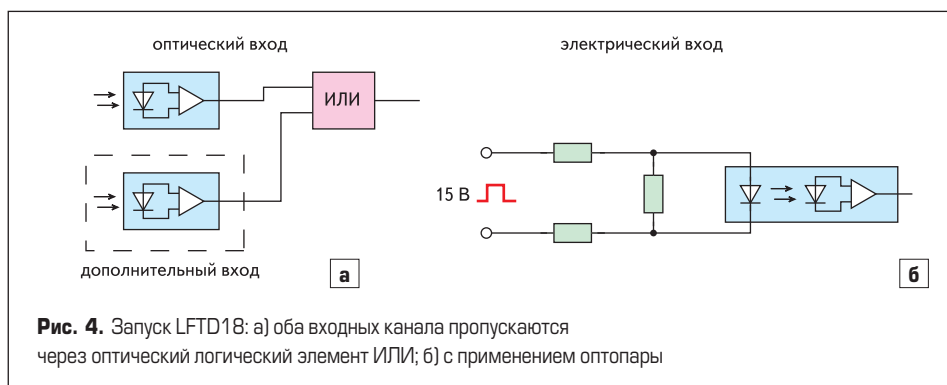 оптический вход
электрический вход
ИЛИ
15 В
дополнительный вход
а
б
Рис. 4. Запуск LFTD18: а) оба входных канала пропускаются
через оптический логический элемент ИЛИ; б) с применением оптопары